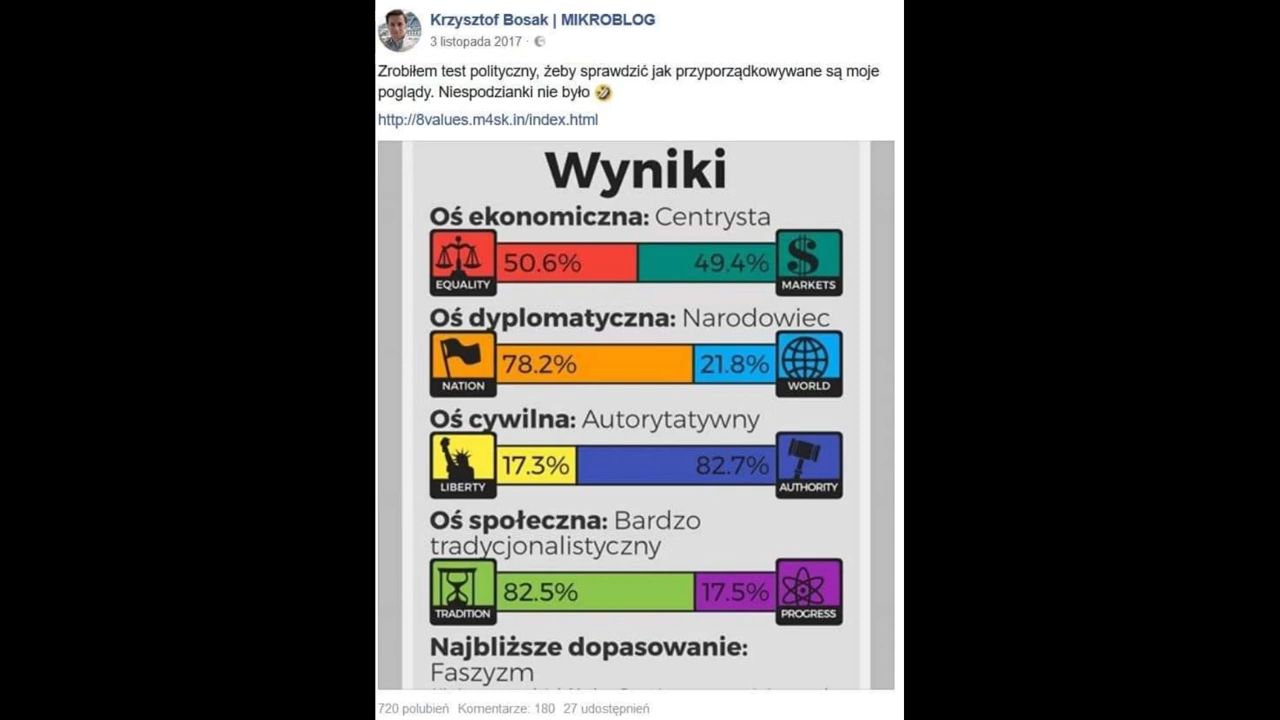 Krzysztof Bosak | MIKROBLOG
3 listopada 2017 ·
Zrobiłem test polityczny, żeby sprawdzić jak przyporządkowywane są moje
poglądy. Niespodzianki nie było 🤣
http://8values.m4sk.in/index.html
Wyniki
Oś ekonomiczna: Centrysta
EQUALITY 50.6% 49.4% MARKETS
Oś dyplomatyczna: Narodowiec
NATION 78.2% 21.8% WORLD
Oś cywilna: Autorytatywny
LIBERTY 17.3% 82.7% AUTHORITY
Oś społeczna: Bardzo
tradycjonalistyczny
TRADITION 82.5% 17.5% PROGRESS
Najbliższe dopasowanie:
Faszyzm
720 polubień Komentarze: 180 27 udostępnień